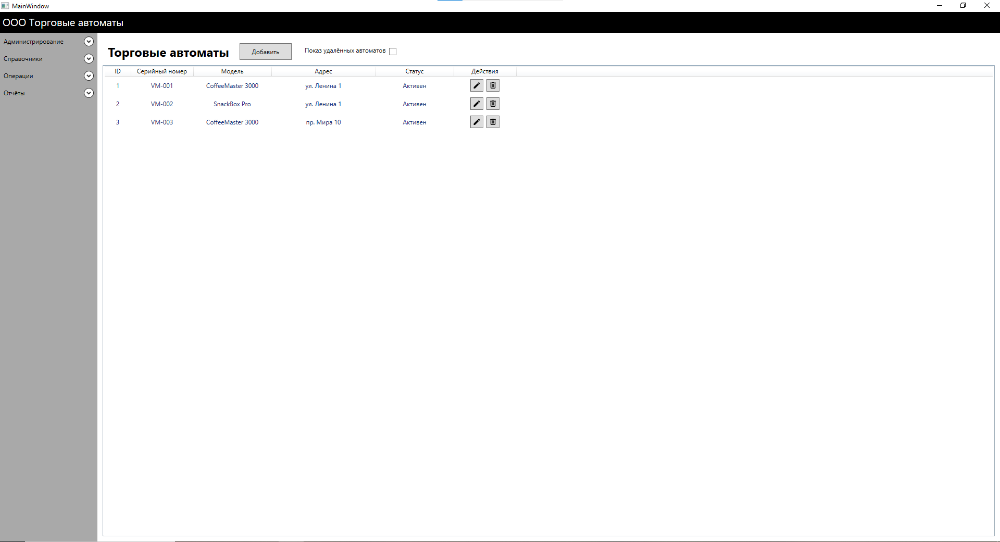 MainWindow
ООО Торговые автоматы
Администрирование
Справочники
Операции
Отчёты
Торговые автоматы Добавить Показ удалённых автоматов
ID Серийный номер Модель Адрес Статус Действия
1 VM-001 CoffeeMaster 3000 ул. Ленина 1 Активен
2 VM-002 SnackBox Pro ул. Ленина 1 Активен
3 VM-003 CoffeeMaster 3000 пр. Мира 10 Активен